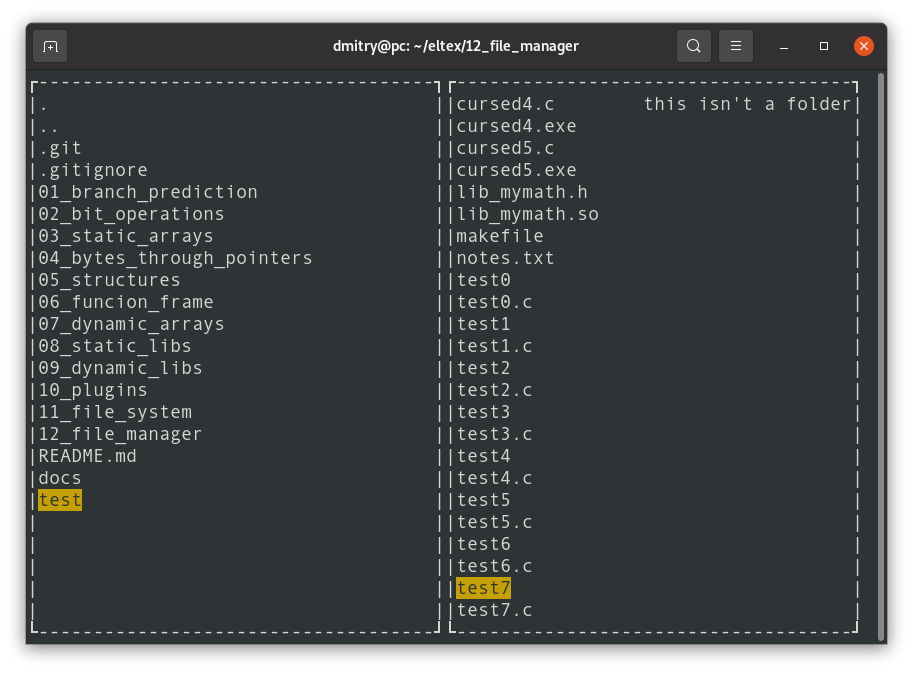 dmitry@pc: ~/eltex/12_file_manager
.
..
.git
.gitignore
01_branch_prediction
02_bit_operations
03_static_arrays
04_bytes_through_pointers
05_structures
06_funcion_frame
07_dynamic_arrays
08_static_libs
09_dynamic_libs
10_plugins
11_file_system
12_file_manager
README.md
docs
test
cursed4.c this isn't a folder
cursed4.exe
cursed5.c
cursed5.exe
lib_mymath.h
lib_mymath.so
makefile
notes.txt
test0
test0.c
test1
test1.c
test2
test2.c
test3
test3.c
test4
test4.c
test5
test5.c
test6
test6.c
test7
test7.c